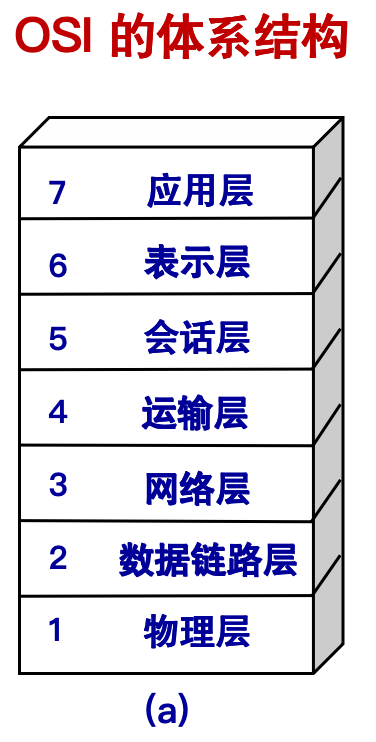 OSI 的体系结构
7 应用层
6 表示层
5 会话层
4 运输层
3 网络层
2 数据链路层
1 物理层
(a)